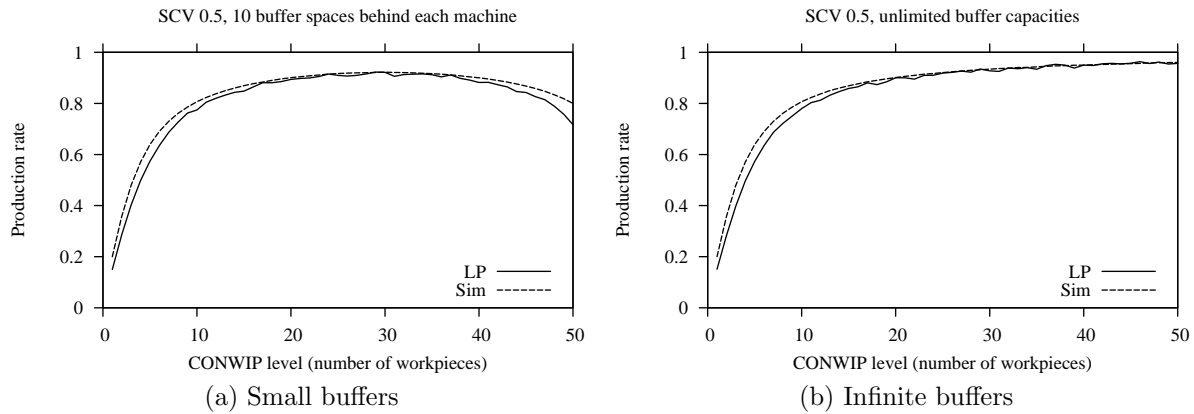 SCV 0.5, 10 buffer spaces behind each machine
1
0.8
0.6
0.4
0.2
0
Production rate
LP
Sim
0 10 20 30 40 50
CONWIP level (number of workpieces)
(a) Small buffers
SCV 0.5, unlimited buffer capacities
1
0.8
0.6
0.4
0.2
0
Production rate
LP
Sim
0 10 20 30 40 50
CONWIP level (number of workpieces)
(b) Infinite buffers